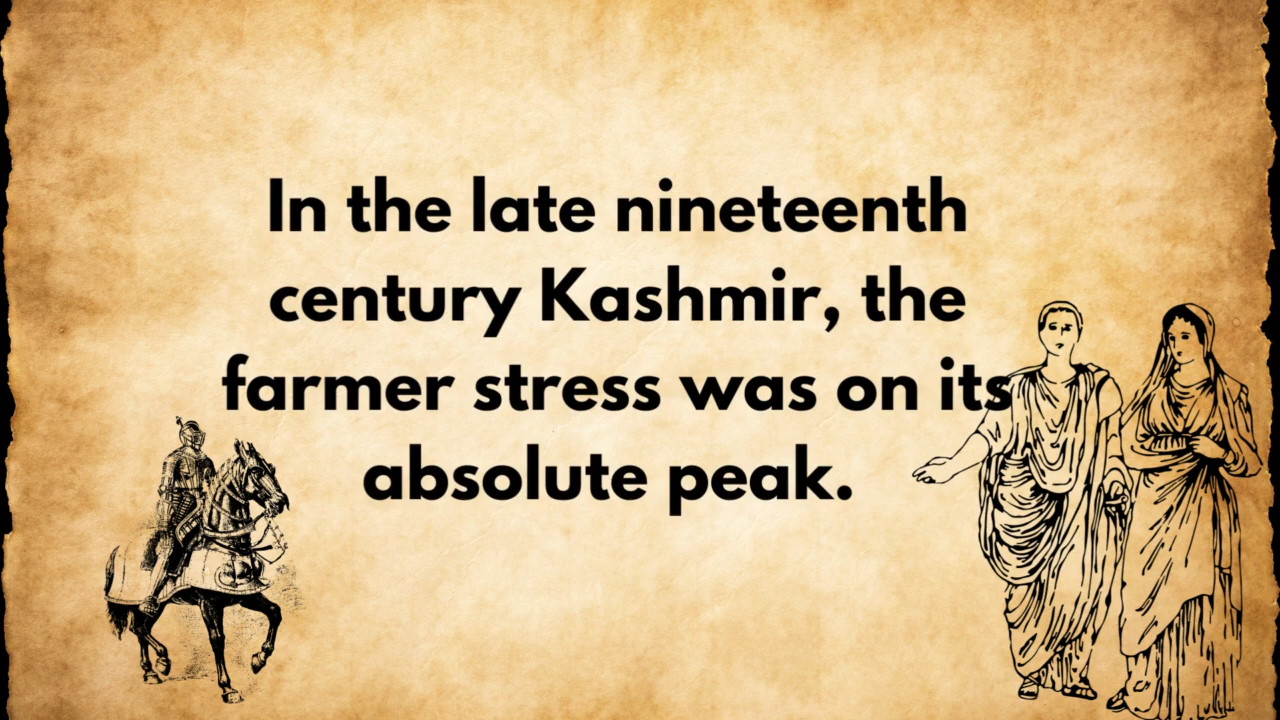 In the late nineteenth
century Kashmir, the
farmer stress was on its
absolute peak.